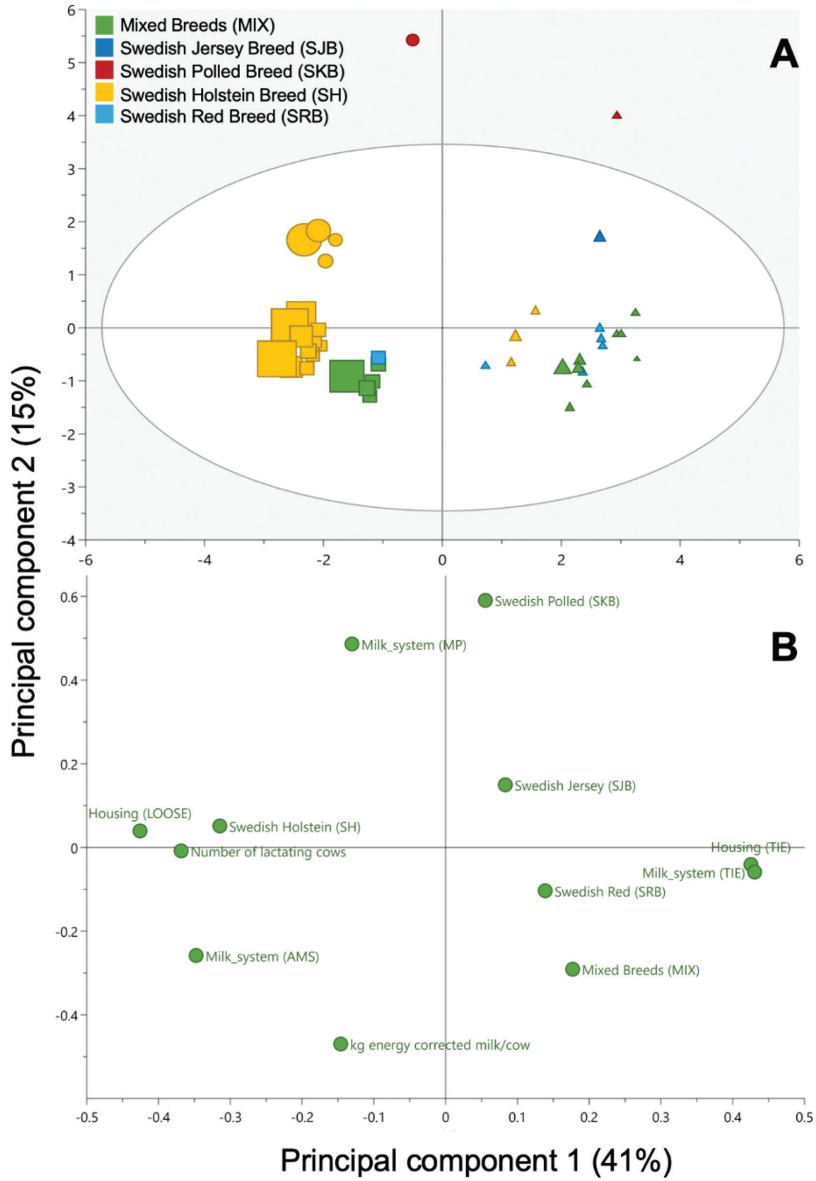 Mixed Breeds (MIX)
Swedish Jersey Breed (SJB)
Swedish Polled Breed (SKB)
Swedish Holstein Breed (SH)
Swedish Red Breed (SRB)
A
6
5
4
3
2
1
0
-1
-2
-3
-4
-6
-4
-2
0
2
4
6
Principal component 2 (15%)
B
0.6
0.4
0.2
0
-0.2
-0.4
Swedish Polled (SKB)
Milk_system (MP)
Swedish Jersey (SJB)
Housing (LOOSE)
Swedish Holstein (SH)
Number of lactating cows
Housing (TIE)
Milk_system (TIE)
Swedish Red (SRB)
Milk_system (AMS)
Mixed Breeds (MIX)
kg energy corrected milk/cow
-0.5
-0.4
-0.3
-0.2
-0.1
0
0.1
0.2
0.3
0.4
0.5
Principal component 1 (41%)